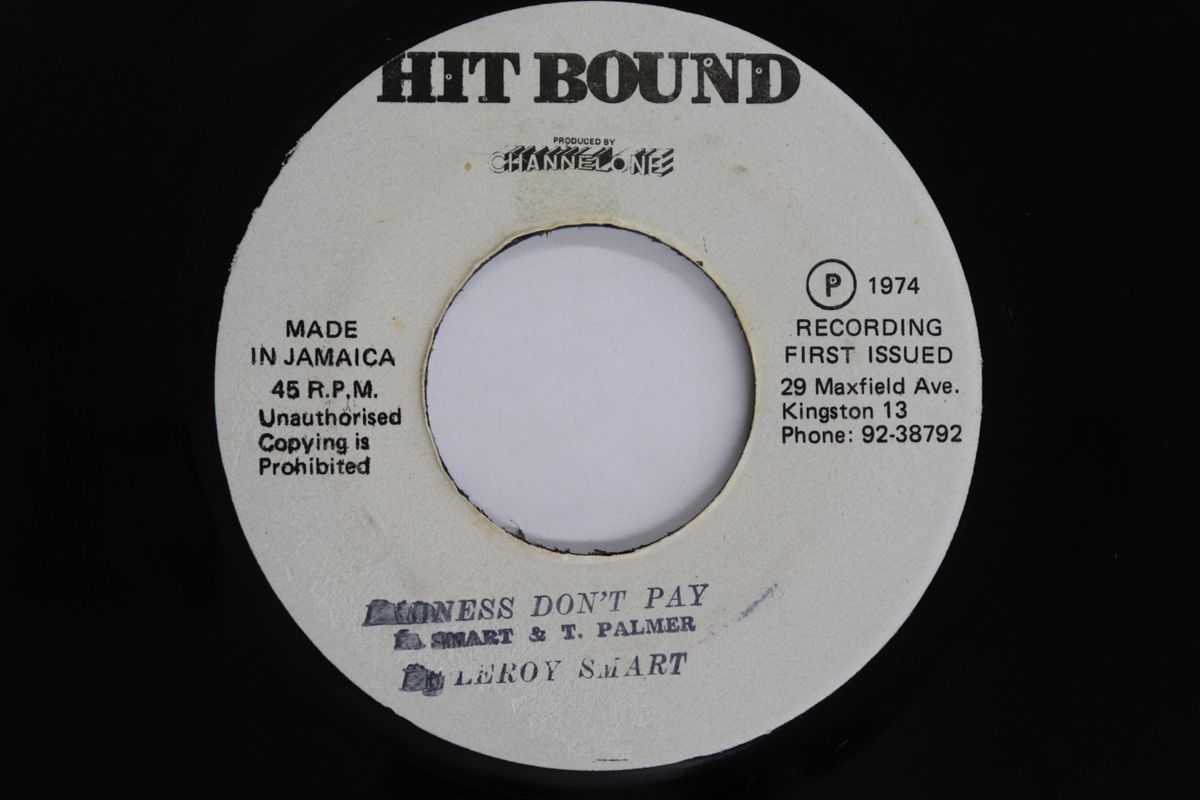 HIT BOUND
PRODUCED BY
CHANNEL ONE
MADE
IN JAMAICA
45 R.P.M.
Unauthorised
Copying is
Prohibited
P 1974
RECORDING
FIRST ISSUED
29 Maxfield Ave.
Kingston 13
Phone: 92-38792
DON'T PAY
SMART & T. PALMER
LEROY SMART